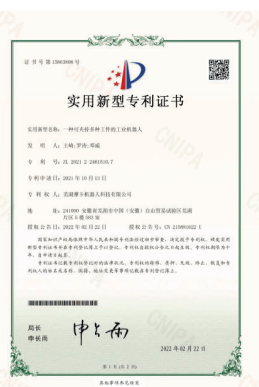 证书号第15863608号
实用新型专利证书
实用新型名称：一种可夹持多种工件的工业机器人
发明人：王崎;罗涛;邓威
专利号：ZL 2021 2 2461810.7
专利申请日：2021年10月13日
专利权人：芜湖藦卡机器人科技有限公司
地址：241000 安徽省芜湖市中国（安徽）自由贸易试验区芜湖
片区
授权公告日：2022年02月22日 授权公告号：CN 215881622 U
国家知识产权局依照中华人民共和国专利法经过初步审查，决定授予专利权，颁发实用
新型专利证书并在专利登记簿上予以登记。专利权自授权公告之日起生效。专利权期限为十
年，自申请日起算。
专利证书记载专利权登记时的法律状况。专利权的转移、质押、无效、终止、恢复和专
利权人的姓名或名称、国籍、地址变更等事项记载在专利登记簿上。
局长
申长雨
申长雨
2022年02月22日
第1页（共2页）
其他事项参见续页
CNIPA